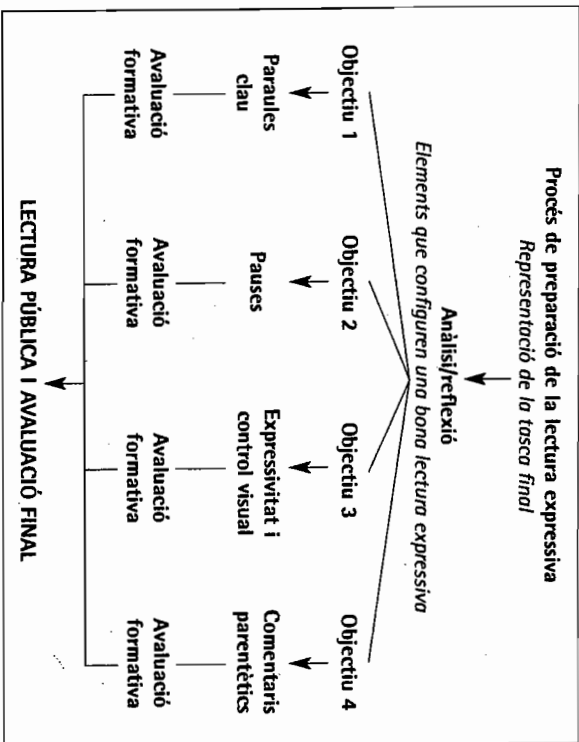 Procés de preparació de la lectura expressiva
Representació de la tasca final
Anàlisi/reflexió
Elements que configuren una bona lectura expressiva
Objectiu 1
Objectiu 2
Objectiu 3
Objectiu 4
Paraules
clau
Pauses
Expressivitat i
control visual
Comentaris
parentètics
Avaluació
formativa
Avaluació
formativa
Avaluació
formativa
Avaluació
formativa
LECTURA PÚBLICA I AVALUACIÓ FINAL